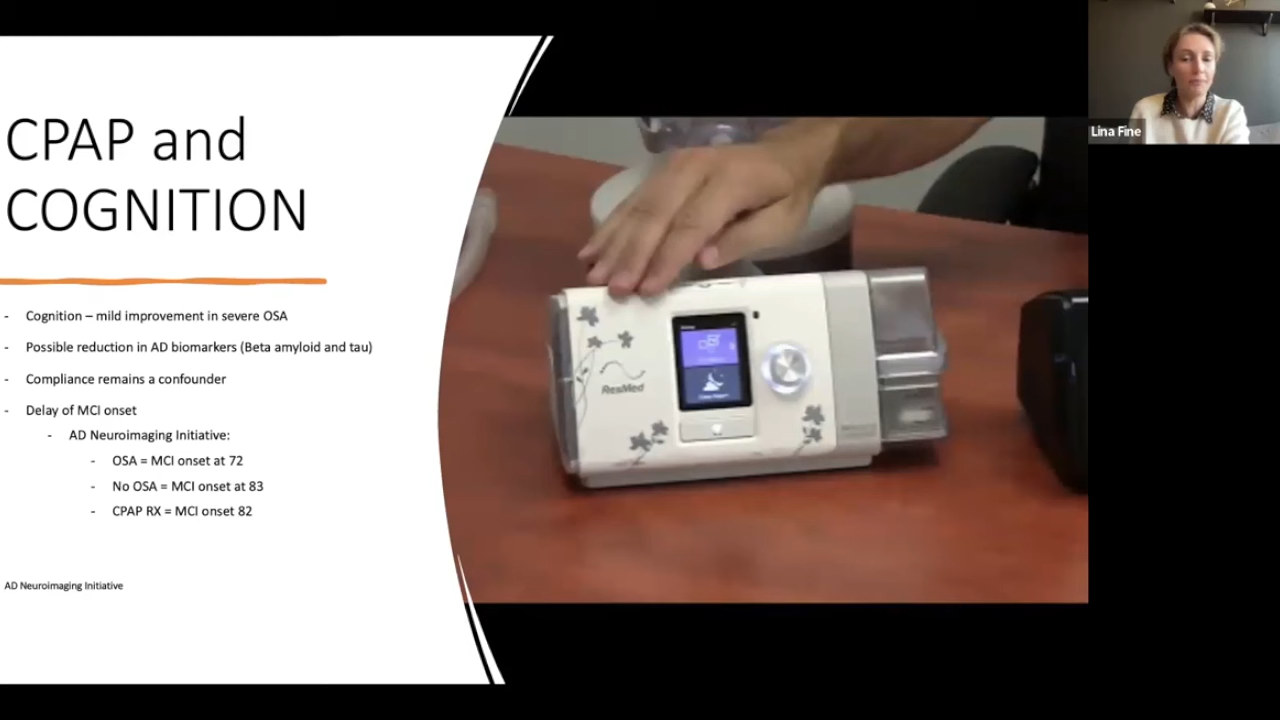 CPAP and
COGNITION
- Cognition – mild improvement in severe OSA
- Possible reduction in AD biomarkers (Beta amyloid and tau)
- Compliance remains a confounder
- Delay of MCI onset
- AD Neuroimaging Initiative:
- OSA = MCI onset at 72
- No OSA = MCI onset at 83
- CPAP RX = MCI onset 82
AD Neuroimaging Initiative
ResMed
Lina Fine